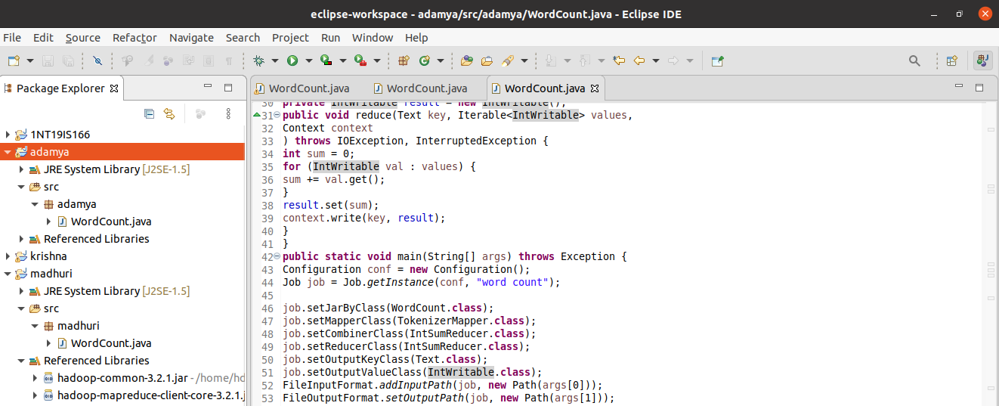 eclipse-workspace - adamya/src/adamya/WordCount.java - Eclipse IDE
File Edit Source Refactor Navigate Search Project Run Window Help
Package Explorer
WordCount.java WordCount.java WordCount.java
1NT19IS166
adamya
JRE System Library [J2SE-1.5]
src
adamya
WordCount.java
Referenced Libraries
krishna
madhuri
JRE System Library [J2SE-1.5]
src
madhuri
WordCount.java
Referenced Libraries
hadoop-common-3.2.1.jar - /home/hd
hadoop-mapreduce-client-core-3.2.1.j
30 private IntWritable result = new IntWritable();
31 public void reduce(Text key, Iterable<IntWritable> values,
32 Context context
33 ) throws IOException, InterruptedException {
34 int sum = 0;
35 for (IntWritable val : values) {
36 sum += val.get();
37 }
38 result.set(sum);
39 context.write(key, result);
40 }
41 }
42 public static void main(String[] args) throws Exception {
43 Configuration conf = new Configuration();
44 Job job = Job.getInstance(conf, "word count");
45
46 job.setJarByClass(WordCount.class);
47 job.setMapperClass(TokenizerMapper.class);
48 job.setCombinerClass(IntSumReducer.class);
49 job.setReducerClass(IntSumReducer.class);
50 job.setOutputKeyClass(Text.class);
51 job.setOutputValueClass(IntWritable.class);
52 FileInputFormat.addInputPath(job, new Path(args[0]));
53 FileOutputFormat.setOutputPath(job, new Path(args[1]));